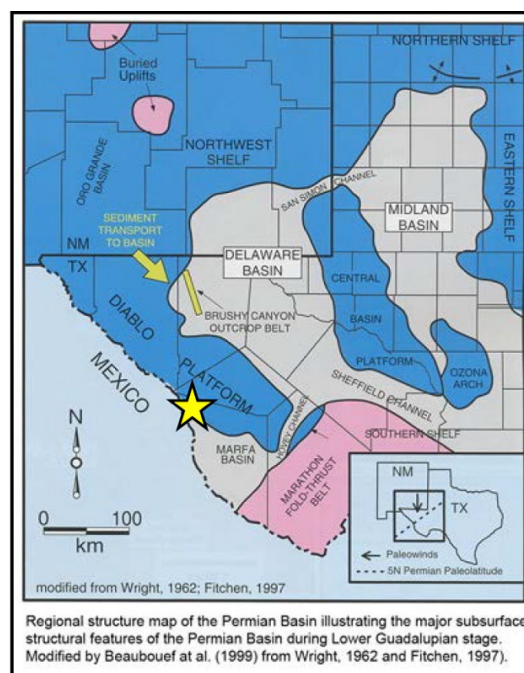 NORTHERN SHELF
Buried
Uplifts
NORTHWEST
SHELF
ORO GRANDE
BASIN
EASTERN SHELF
SAN SIMON CHANNEL
MIDLAND
BASIN
SEDIMENT
TRANSPORT
TO BASIN
NM
TX
DELAWARE
BASIN
CENTRAL
BASIN
PLATFORM
BRUSHY CANYON
OUTCROP BELT
DIABLO
PLATFORM
OZONA
ARCH
SHEFFIELD CHANNEL
MEXICO
HOVEY CHANNEL
SOUTHERN SHELF
MARFA
BASIN
MARATHON
FOLD-THRUST
BELT
N
0 100
km
NM
TX
Paleowinds
5N Permian Paleolatitude
modified from Wright, 1962; Fitchen, 1997
Regional structure map of the Permian Basin illustrating the major subsurface
structural features of the Permian Basin during Lower Guadalupian stage.
Modified by Beaubouef at al. (1999) from Wright, 1962 and Fitchen, 1997).